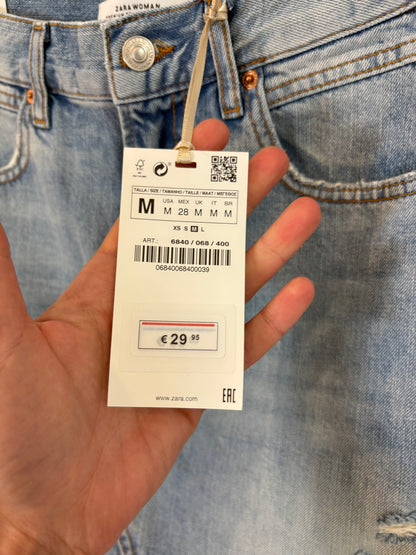 ZARA WOMAN
TALLA / SIZE / TAMANHO / TAILLE / MAAT / ΜΕΓΕΘΟΣ
M
USA MEX UK IT BR
M 28 M M M
XS S M L
ART.: 6840 / 068 / 400
06840068400039
€ 29 95
www.zara.com
EAC